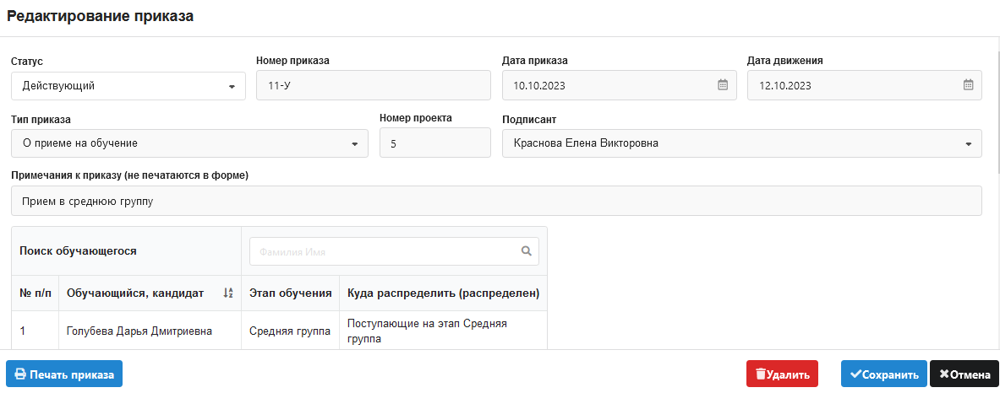 Редактирование приказа
Статус
Номер приказа
Дата приказа
Дата движения
Действующий
11-У
10.10.2023
12.10.2023
Тип приказа
Номер проекта
Подписант
О приеме на обучение
5
Краснова Елена Викторовна
Примечания к приказу (не печатаются в форме)
Прием в среднюю группу
Поиск обучающегося
Фамилия Имя
№ п/п
Обучающийся, кандидат
Этап обучения
Куда распределить (распределен)
1
Голубева Дарья Дмитриевна
Средняя группа
Поступающие на этап Средняя
группа
Печать приказа
Удалить
Сохранить
Отмена